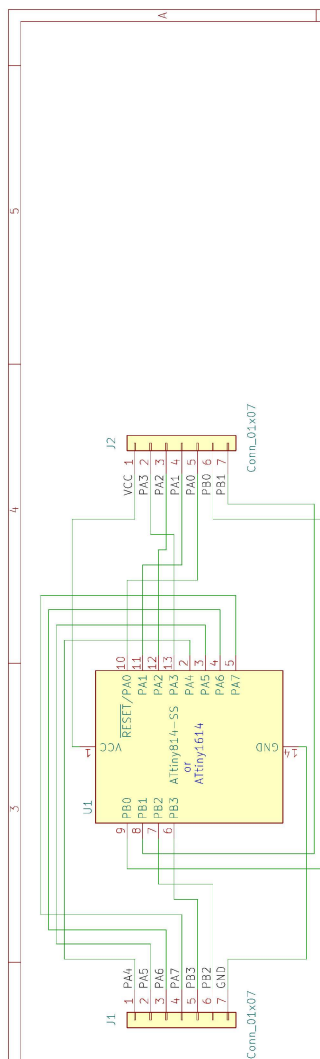 A
5
4
3
J2
Conn_01x07
VCC 1
PA3 2
PA2 3
PA1 4
PA0 5
PB0 6
PB1 7
U1
VCC 1
GND 14
ATtiny814-SS
or
ATtiny1614
10 RESET/PA0
11 PA1
12 PA2
13 PA3
2 PA4
3 PA5
4 PA6
5 PA7
9 PB0
8 PB1
7 PB2
6 PB3
J1
Conn_01x07
1 PA4
2 PA5
3 PA6
4 PA7
5 PB3
6 PB2
7 GND